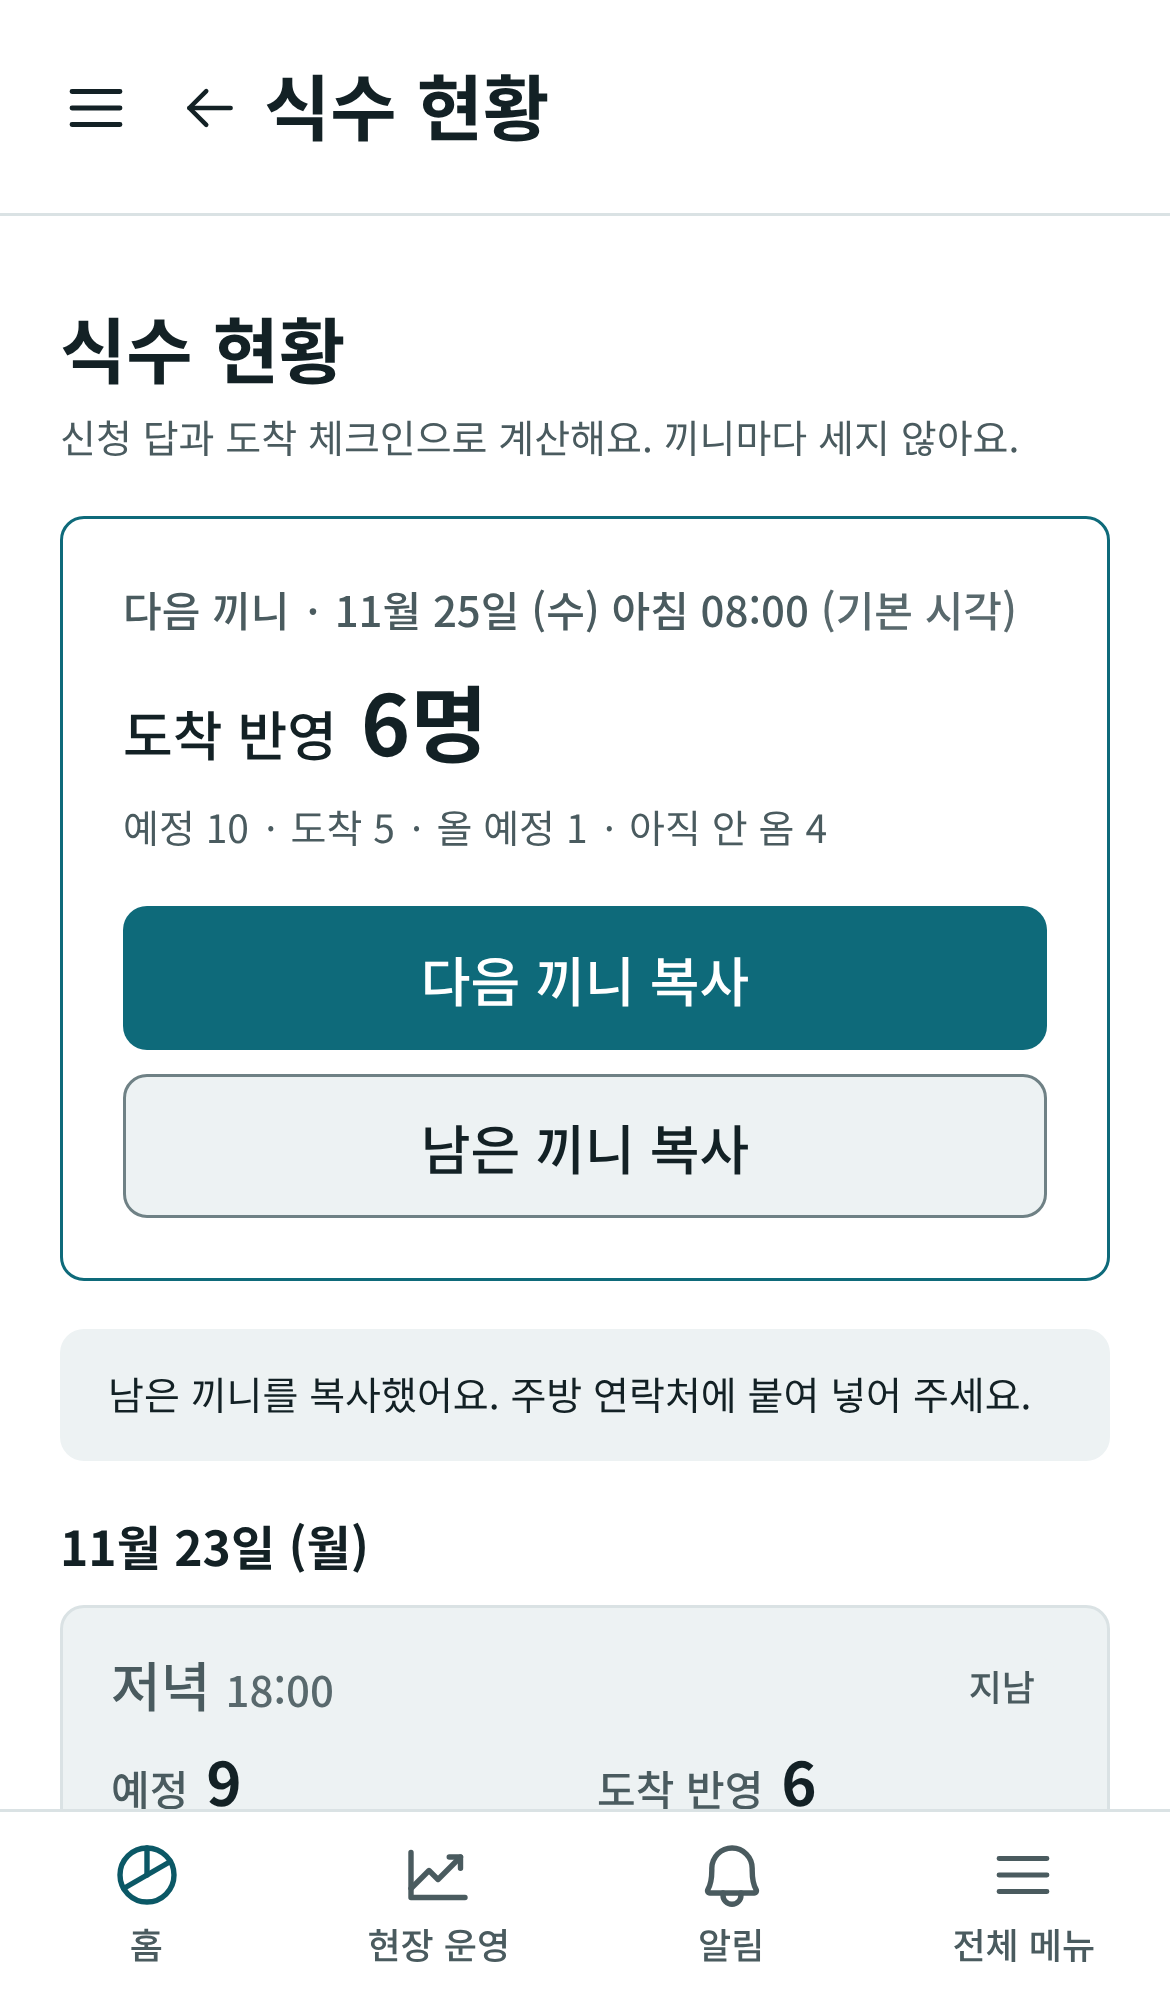 식수 현황
식수 현황
신청 답과 도착 체크인으로 계산해요. 끼니마다 세지 않아요.
다음 끼니 · 11월 25일 (수) 아침 08:00 (기본 시각)
도착 반영 6명
예정 10 · 도착 5 · 올 예정 1 · 아직 안 옴 4
다음 끼니 복사
남은 끼니 복사
남은 끼니를 복사했어요. 주방 연락처에 붙여 넣어 주세요.
11월 23일 (월)
저녁 18:00 지남
예정 9 도착 반영 6
홈 현장 운영 알림 전체 메뉴